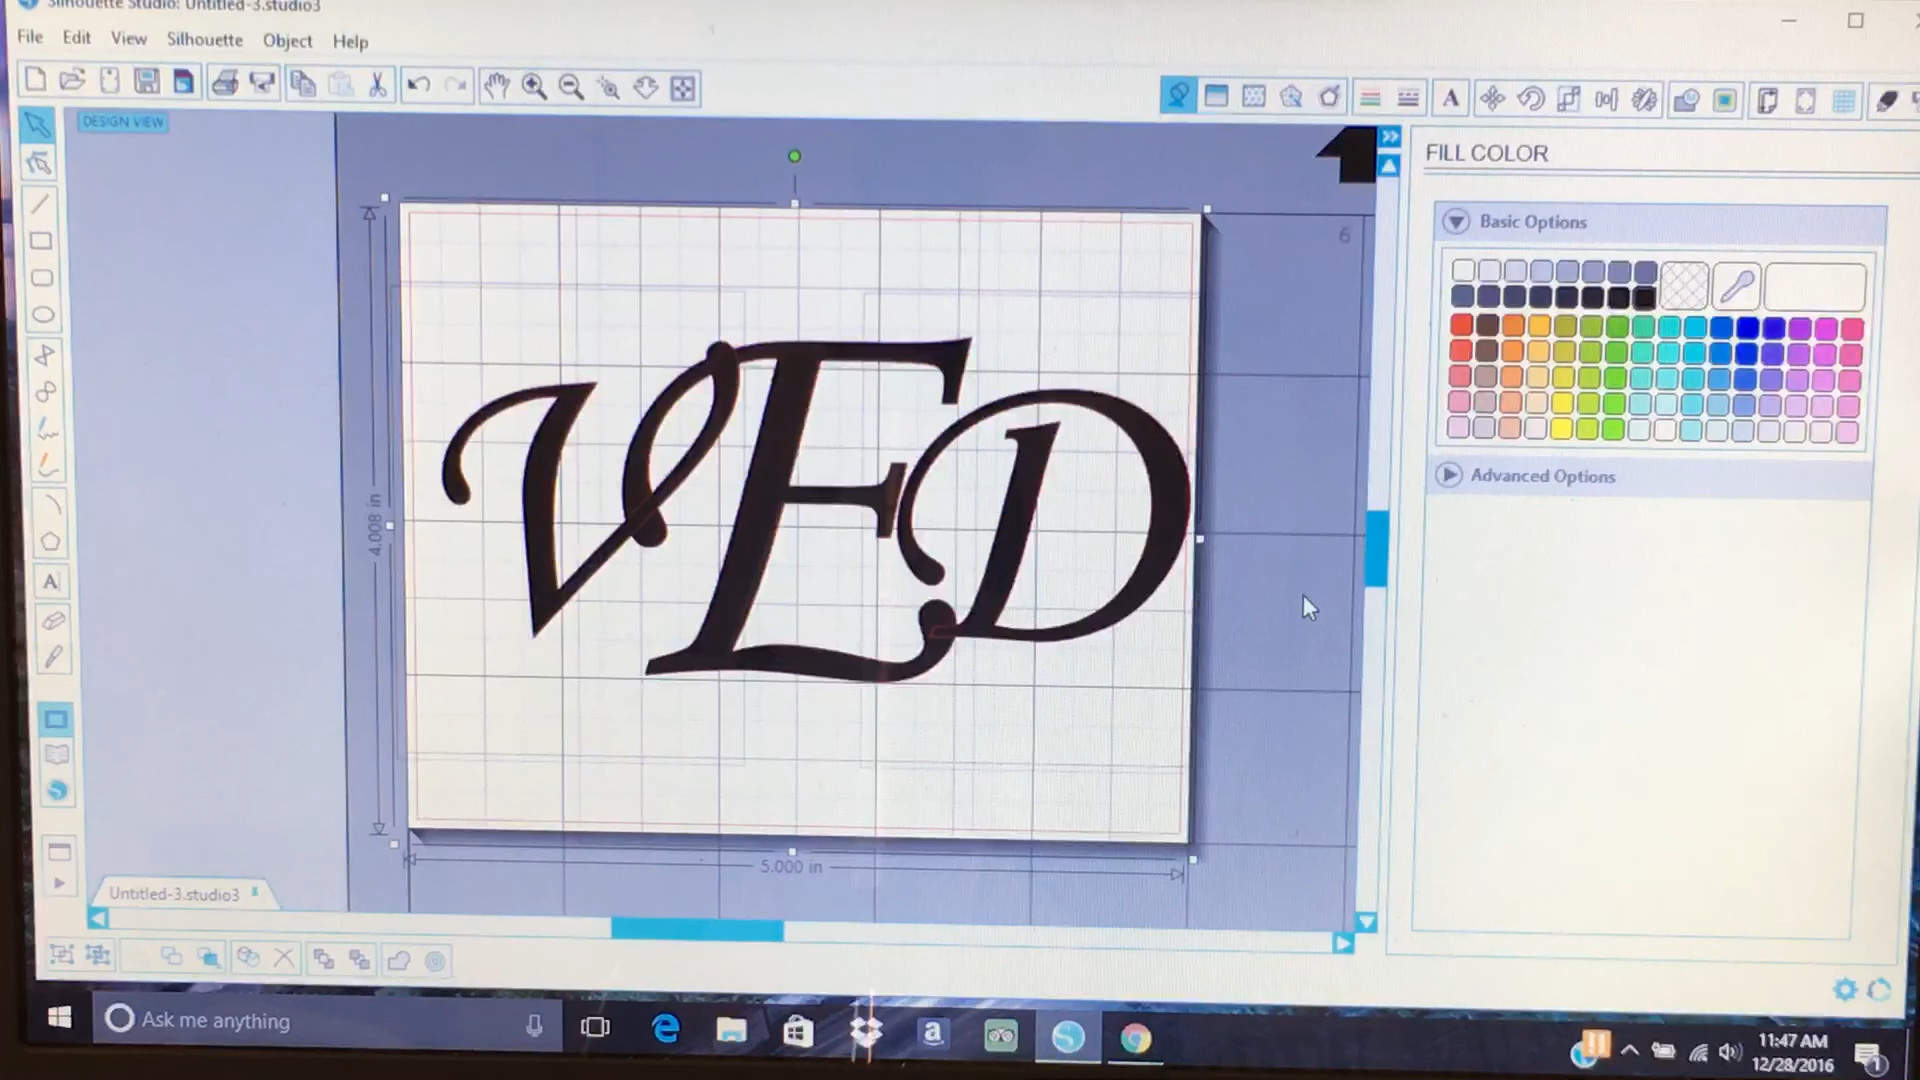 Silhouette Studio: Untitled-3.studio3
File Edit View Silhouette Object Help
DESIGN VIEW
A
FILL COLOR
Basic Options
Advanced Options
6
VED
4.008 in
5.000 in
A
Untitled-3.studio3
Ask me anything
11:47 AM
12/28/2016
1